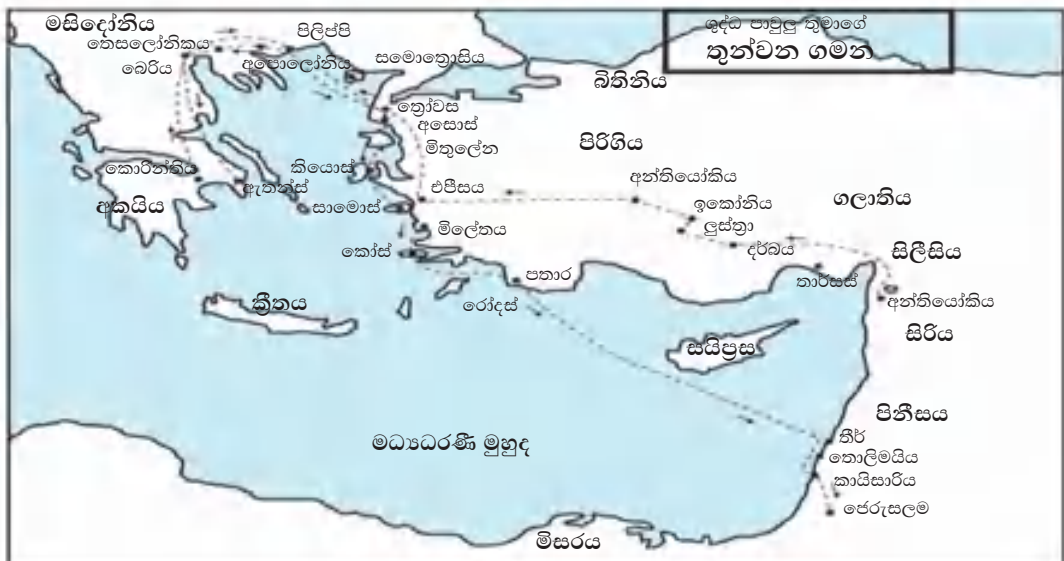 ශුද්ධ පාවුලු තුමාගේ
තුන්වන ගමන
මසිදෝනිය
තෙසලෝනිකය
පිලිප්පි
බෙරිය
අපොලෝනිය
සමොත්‍රොසිය
බිතිනිය
ත්‍රෝවස
අසොස්
මිතුලේන
පිරිගිය
කොරින්තිය
කියොස්
එපීසය
අන්තියෝකිය
ඇතන්ස්
ඉකෝනිය
ගලාතිය
අකයිය
සාමොස්
ලුස්ත්‍රා
මිලේතය
දර්බය
සිලීසිය
කෝස්
පතාර
තාර්සස්
ක්‍රීතය
රෝදස්
අන්තියෝකිය
සිරිය
සයිප්‍රස
පිනීසය
මධ්‍යධරණී මුහුද
තීර්
තොලිමයිය
කායිසාරිය
ජෙරුසලම
මිසරය